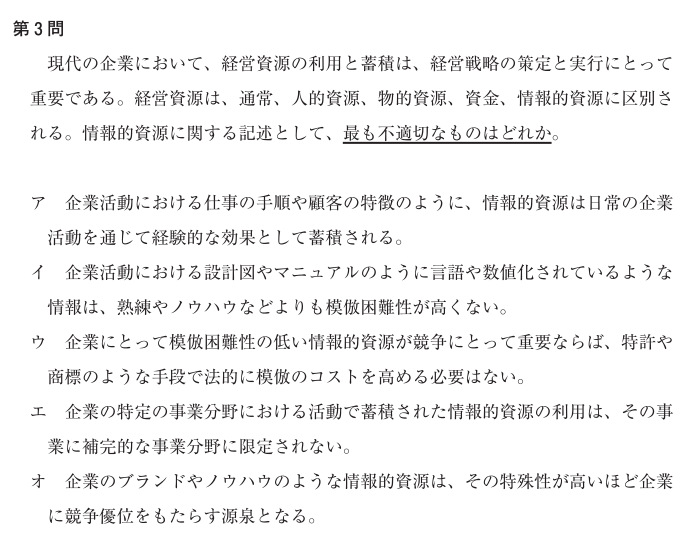 第3問
現代の企業において、経営資源の利用と蓄積は、経営戦略の策定と実行にとって
重要である。経営資源は、通常、人的資源、物的資源、資金、情報的資源に区別さ
れる。情報的資源に関する記述として、最も不適切なものはどれか。
ア 企業活動における仕事の手順や顧客の特徴のように、情報的資源は日常の企業
活動を通じて経験的な効果として蓄積される。
イ 企業活動における設計図やマニュアルのように言語や数値化されているような
情報は、熟練やノウハウなどよりも模倣困難性が高くない。
ウ 企業にとって模倣困難性の低い情報的資源が競争にとって重要ならば、特許や
商標のような手段で法的に模倣のコストを高める必要はない。
エ 企業の特定の事業分野における活動で蓄積された情報的資源の利用は、その事
業に補完的な事業分野に限定されない。
オ 企業のブランドやノウハウのような情報的資源は、その特殊性が高いほど企業
に競争優位をもたらす源泉となる。